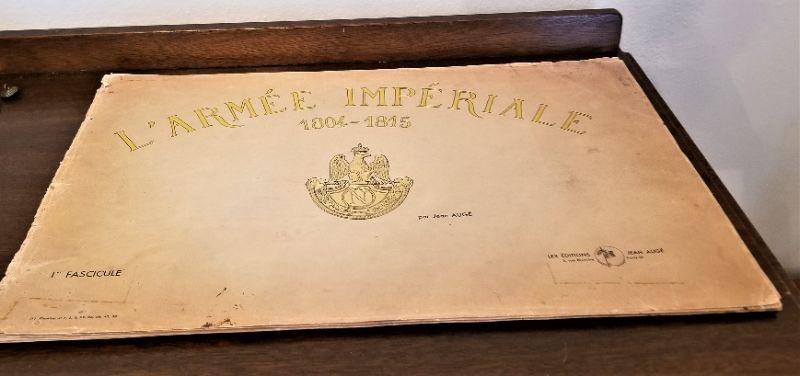 L'ARMÉE IMPÉRIALE
1804-1815
N
par Jean AUGÉ
LES ÉDITIONS JEAN AUGÉ
1er FASCICULE